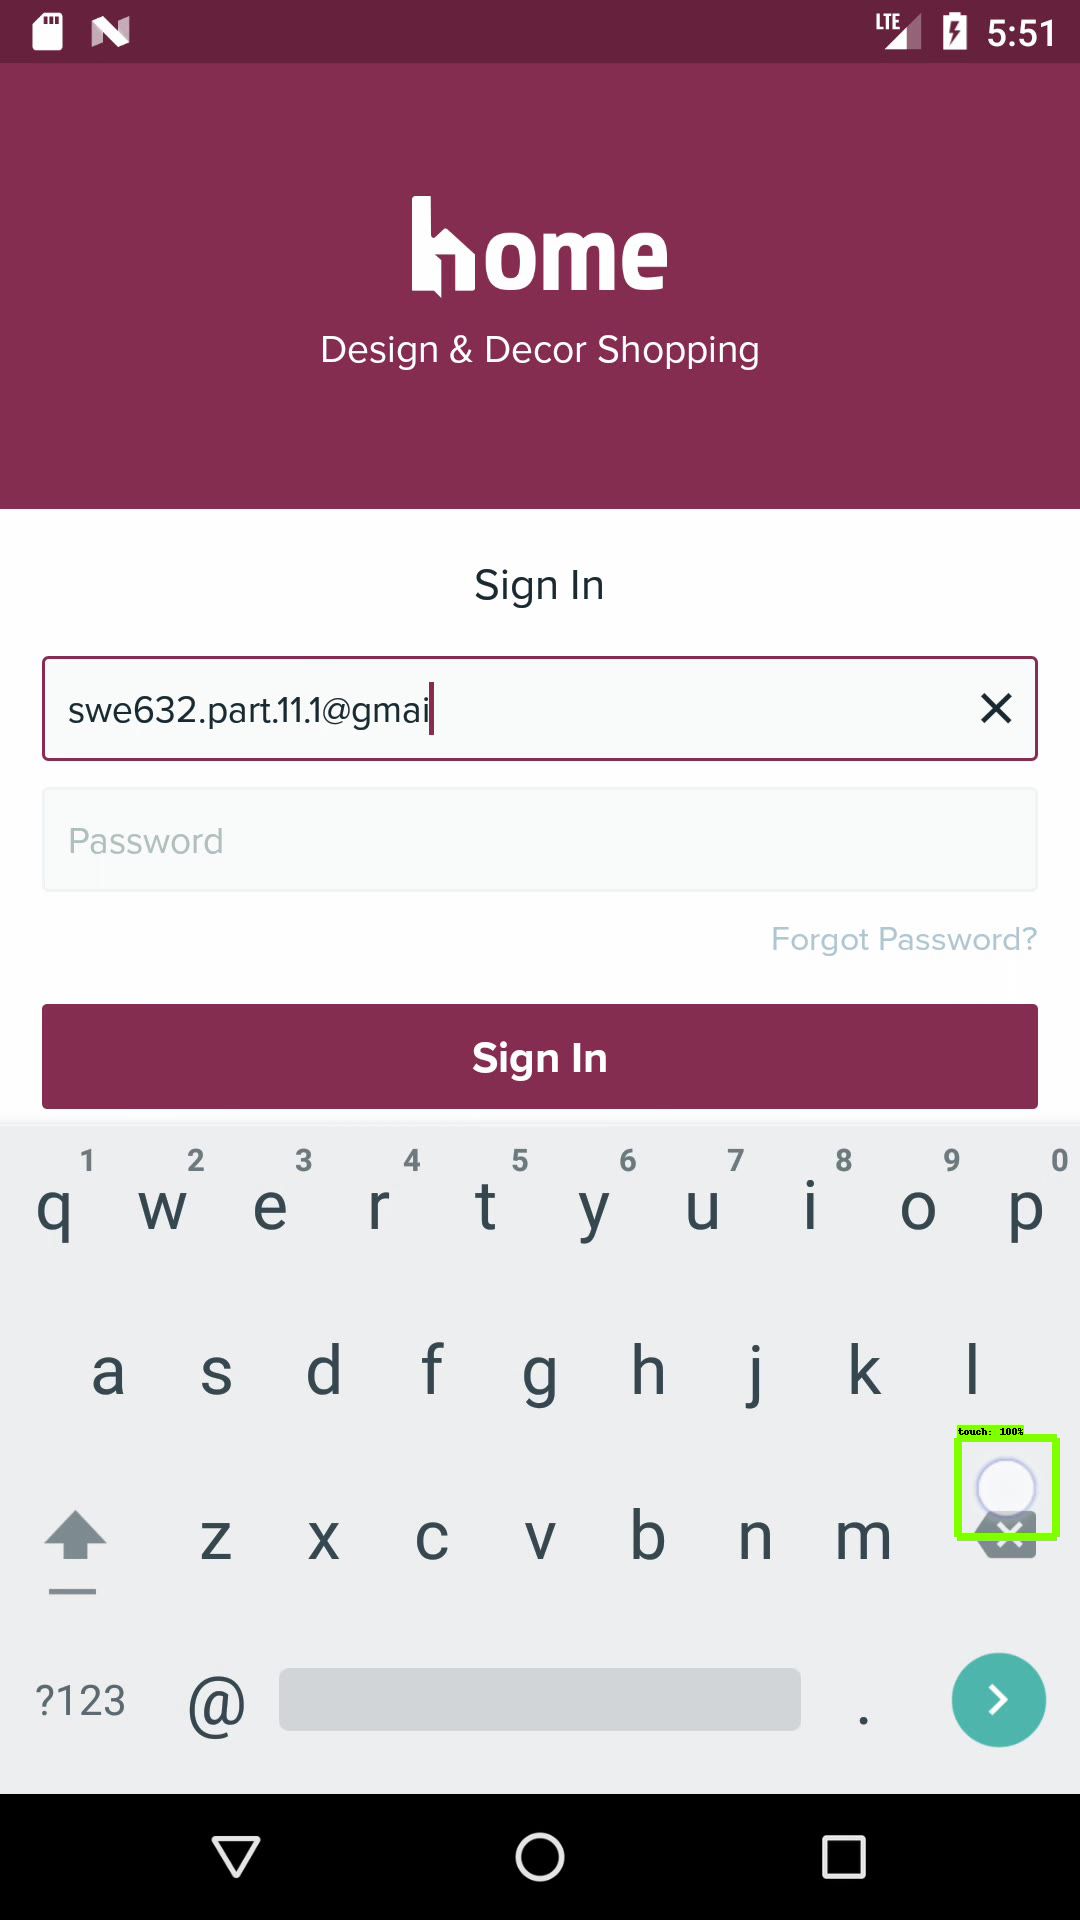 LTE 5:51
home
Design & Decor Shopping
Sign In
swe632.part.11.1@gmai
Password
Forgot Password?
Sign In
1 2 3 4 5 6 7 8 9 0
q w e r t y u i o p
a s d f g h j k l
touch: 100%
z x c v b n m
?123 @ .